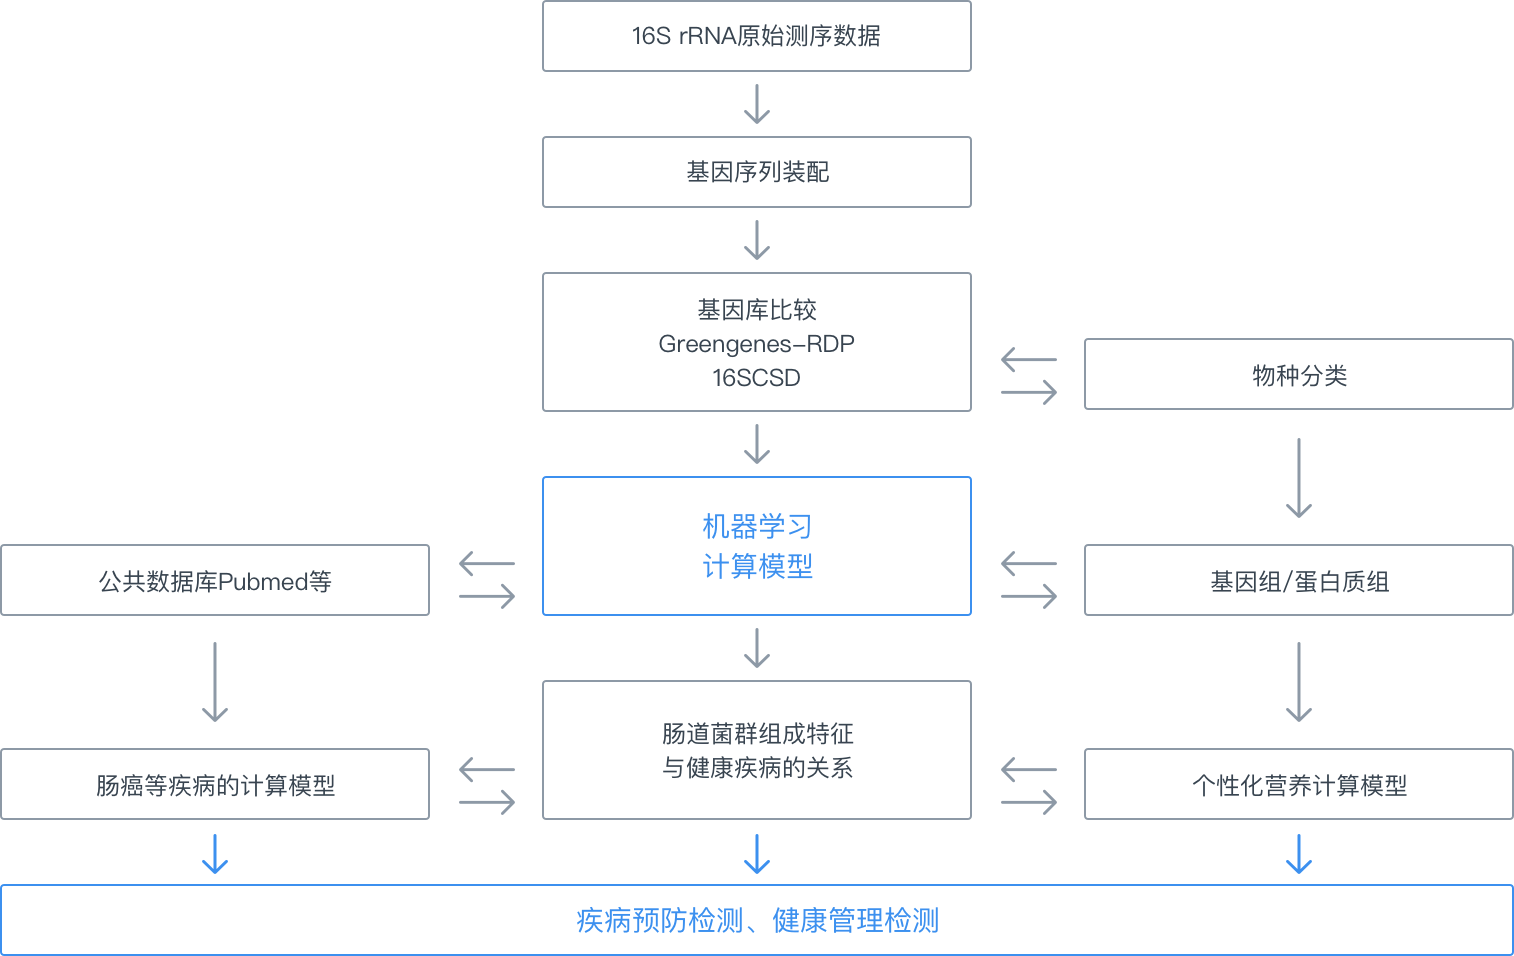 16S rRNA原始测序数据
基因序列装配
基因库比较
Greengenes-RDP
16SCSD
物种分类
机器学习
计算模型
公共数据库Pubmed等
基因组/蛋白质组
肠道菌群组成特征
与健康疾病的关系
肠癌等疾病的计算模型
个性化营养计算模型
疾病预防检测、健康管理检测